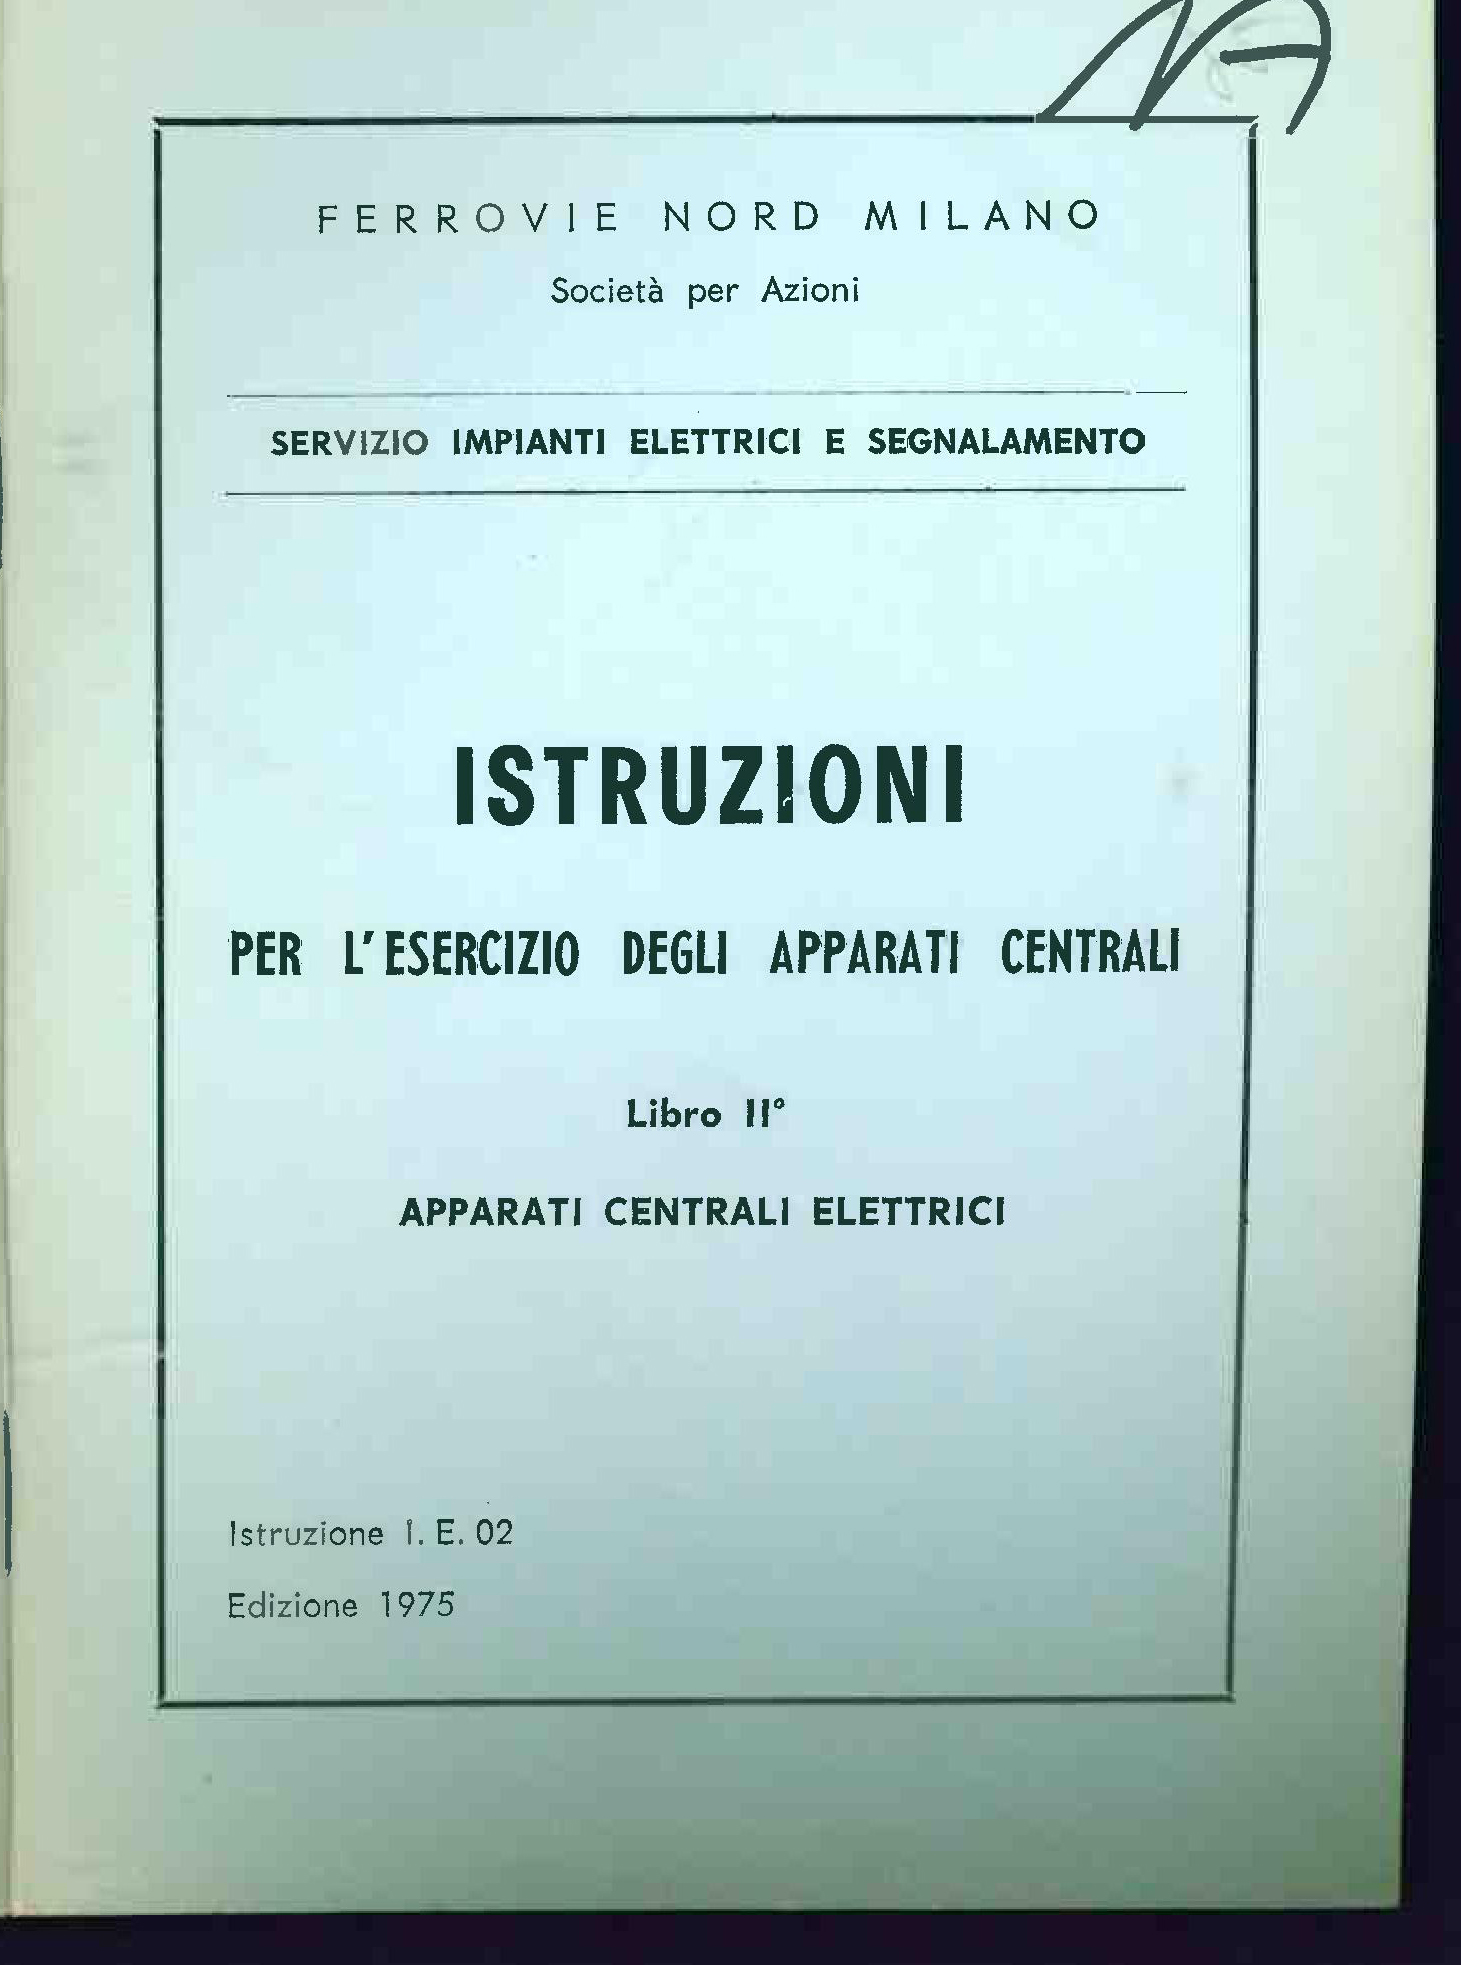 FERROVIE NORD MILANO
Società per Azioni
SERVIZIO IMPIANTI ELETTRICI E SEGNALAMENTO
ISTRUZIONI
PER L'ESERCIZIO DEGLI APPARATI CENTRALI
Libro II°
APPARATI CENTRALI ELETTRICI
Istruzione I. E. 02
Edizione 1975